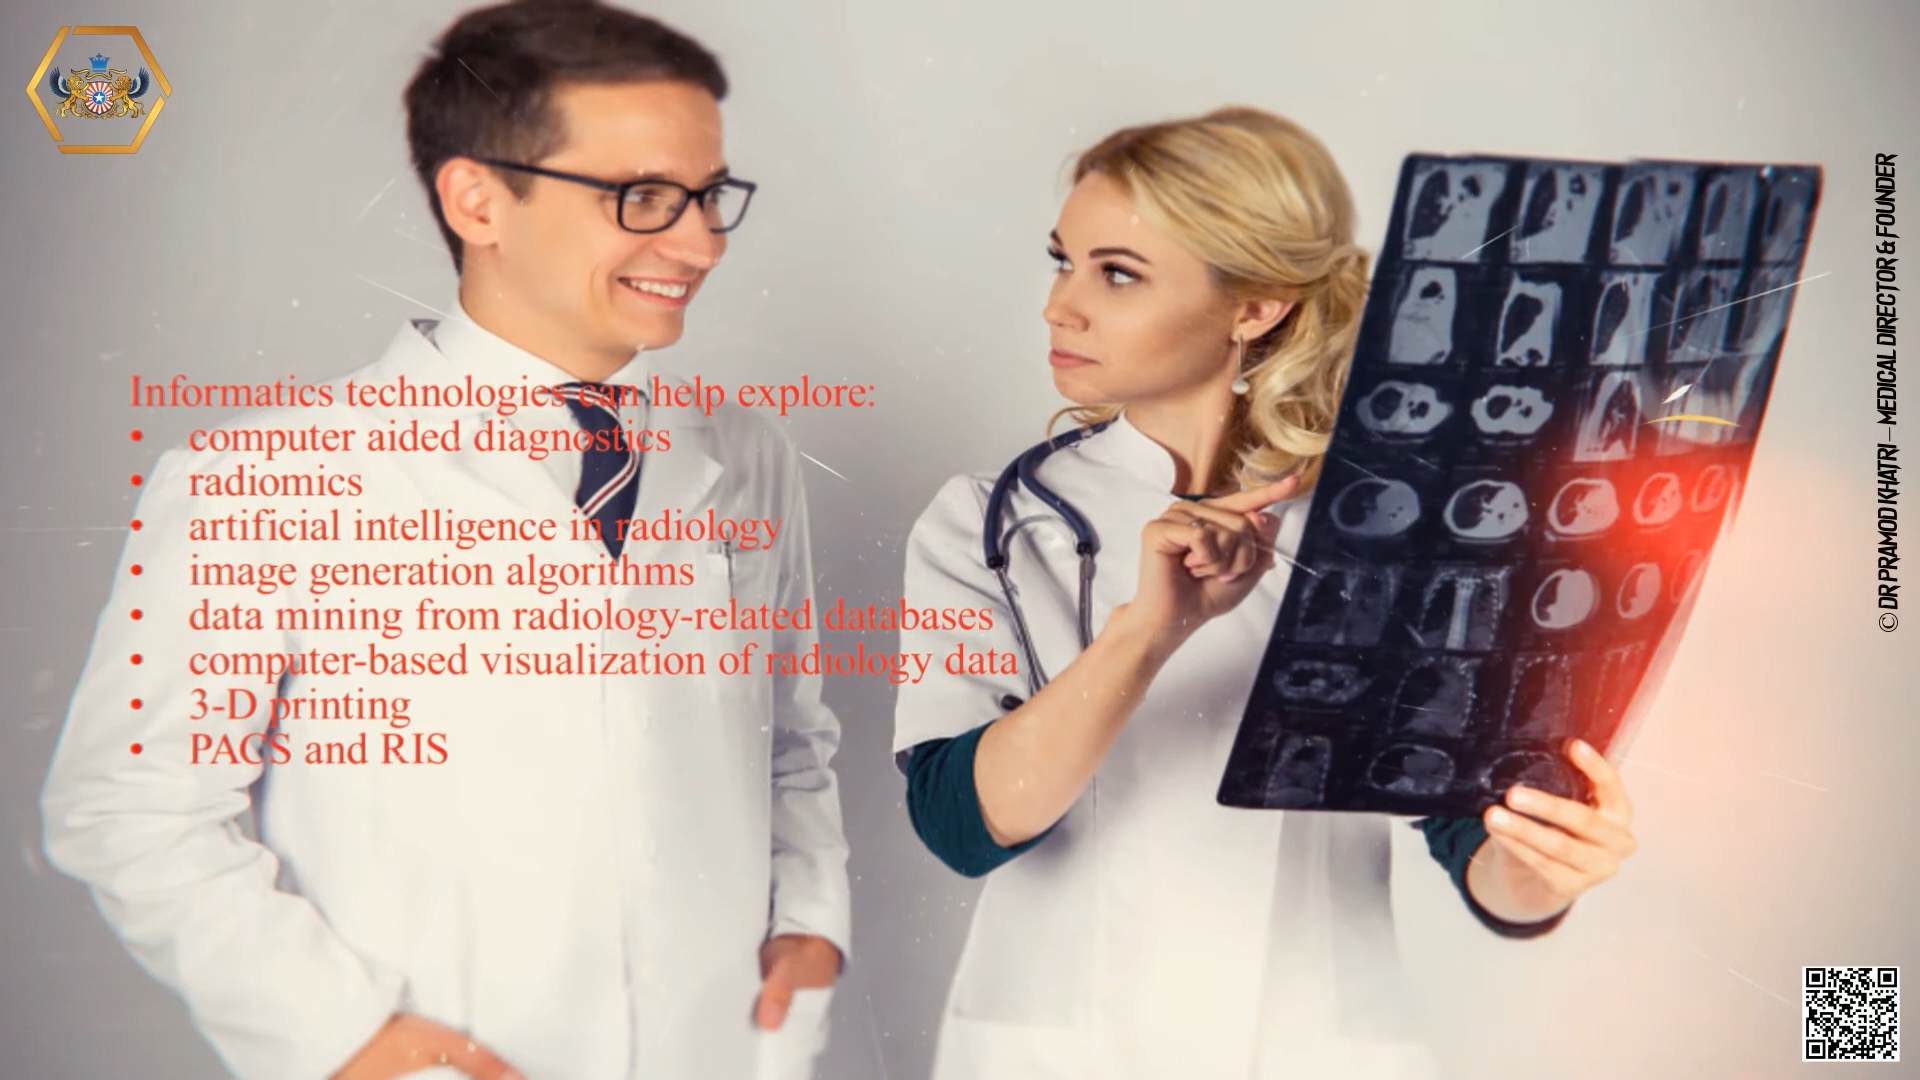 Informatics technologies can help explore:
• computer aided diagnostics
• radiomics
• artificial intelligence in radiology
• image generation algorithms
• data mining from radiology-related databases
• computer-based visualization of radiology data
• 3-D printing
• PACS and RIS
© DR PRAMOD KHATRI – MEDICAL DIRECTOR & FOUNDER